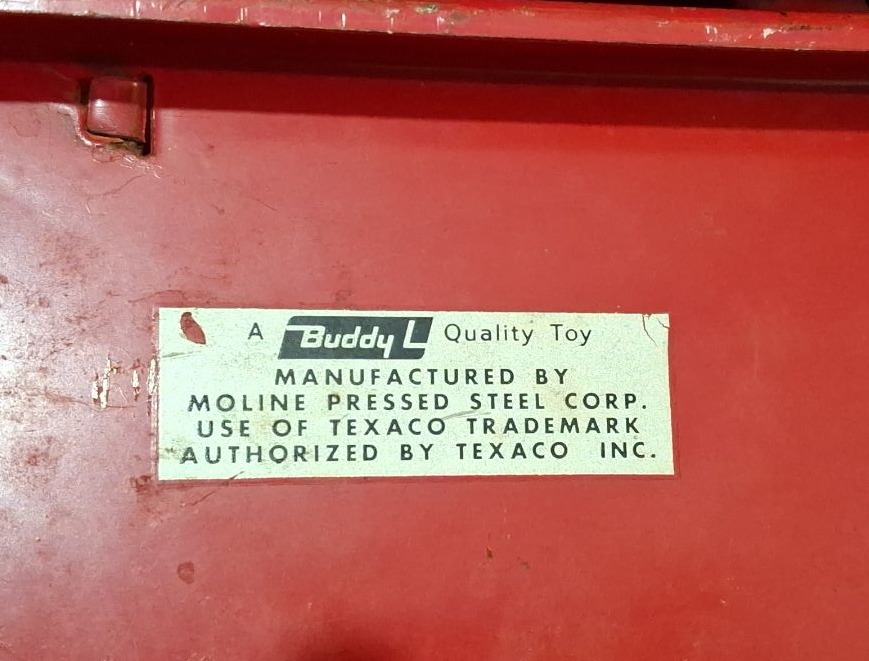 A Buddy L Quality Toy
MANUFACTURED BY
MOLINE PRESSED STEEL CORP.
USE OF TEXACO TRADEMARK
AUTHORIZED BY TEXACO INC.